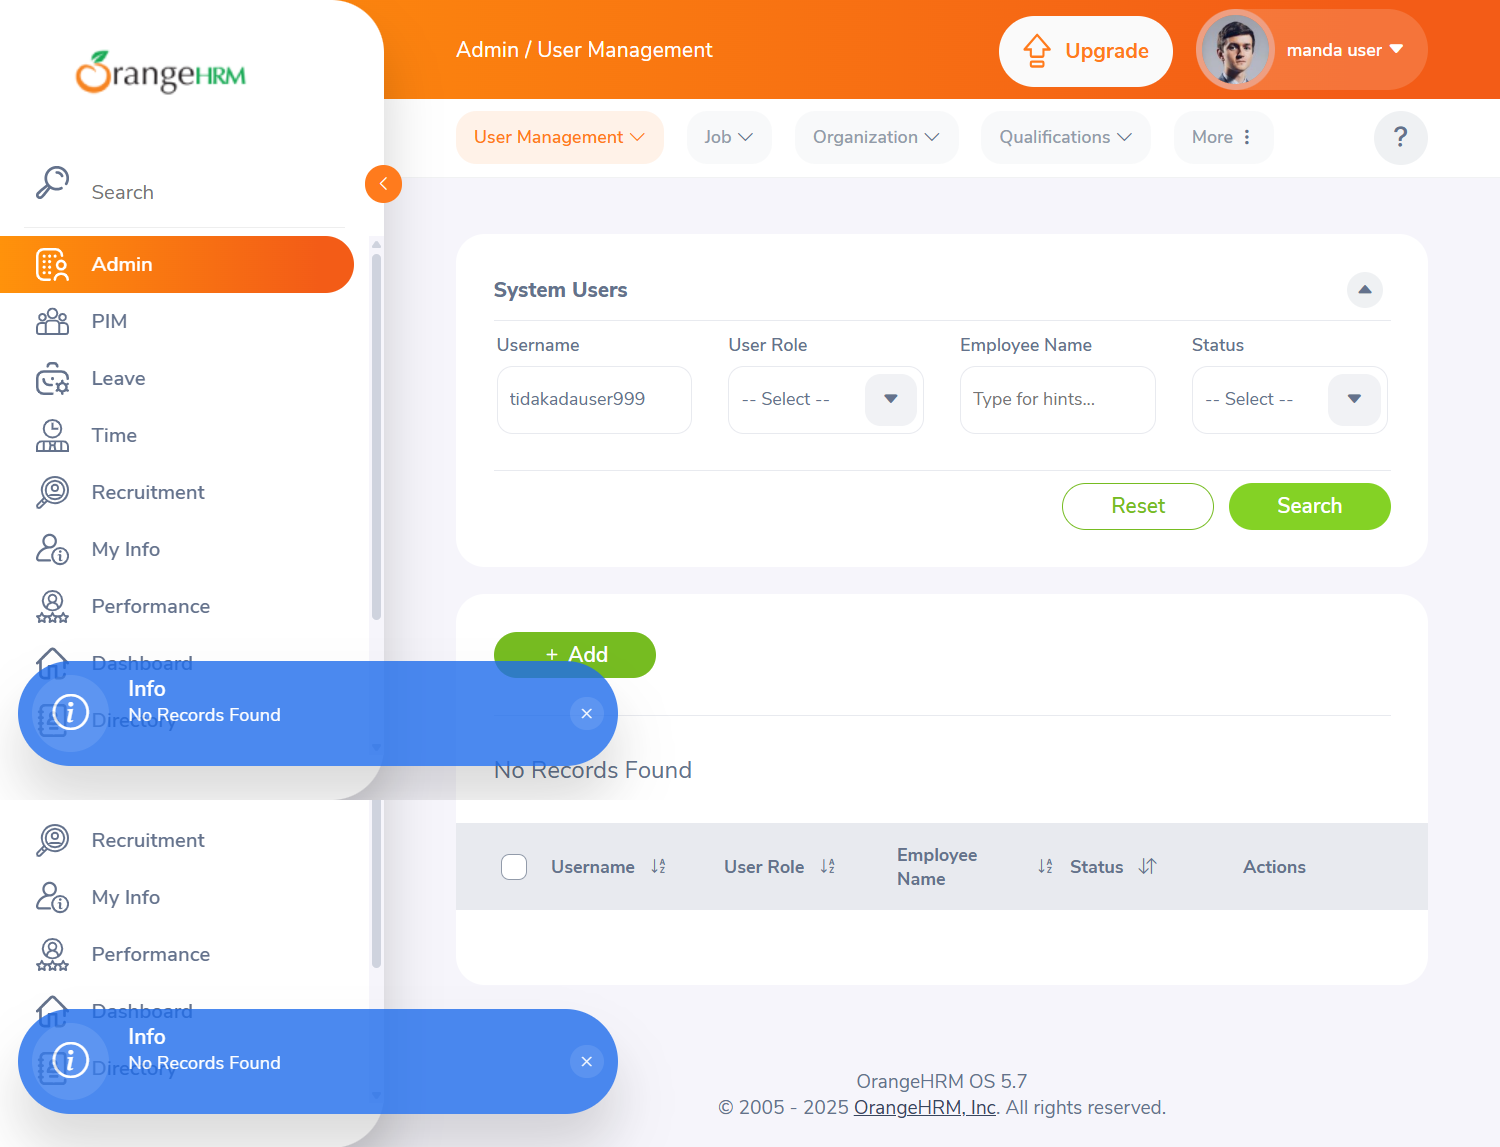 OrangeHRM
Admin / User Management
Upgrade
manda user
User Management
Job
Organization
Qualifications
More
?
Search
Admin
PIM
Leave
Time
Recruitment
My Info
Performance
Dashboard
Directory
System Users
Username
User Role
Employee Name
Status
tidakadauser999
-- Select --
Type for hints...
-- Select --
Reset
Search
+ Add
Info
No Records Found
No Records Found
Username
User Role
Employee
Name
Status
Actions
Recruitment
My Info
Performance
Dashboard
Directory
Info
No Records Found
OrangeHRM OS 5.7
© 2005 - 2025 OrangeHRM, Inc. All rights reserved.